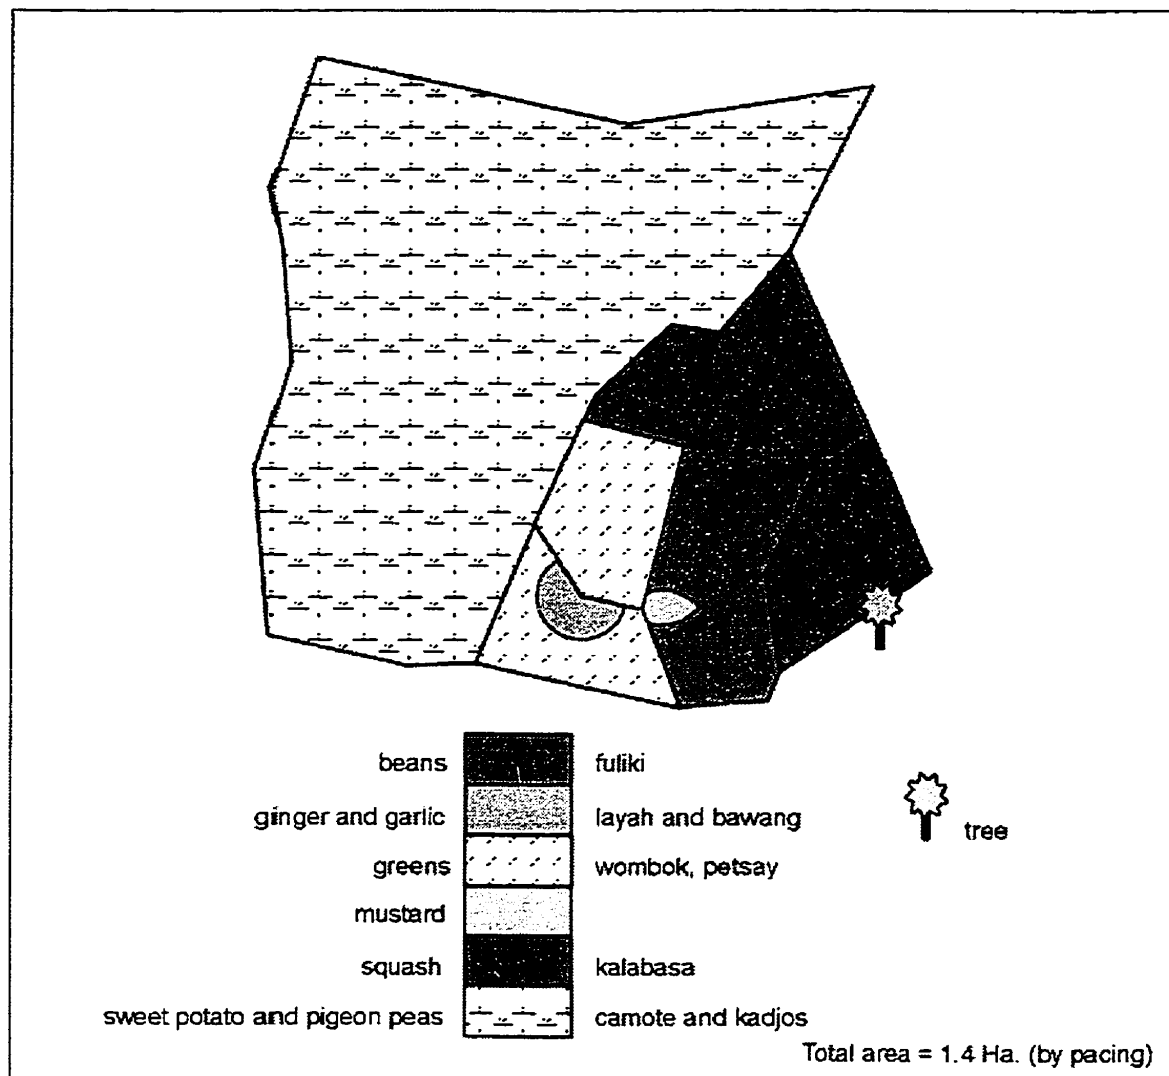 beans fuliki
ginger and garlic layah and bawang
tree
greens wombok, petsay
mustard
squash kalabasa
sweet potato and pigeon peas camote and kadjos
Total area = 1.4 Ha. (by pacing)